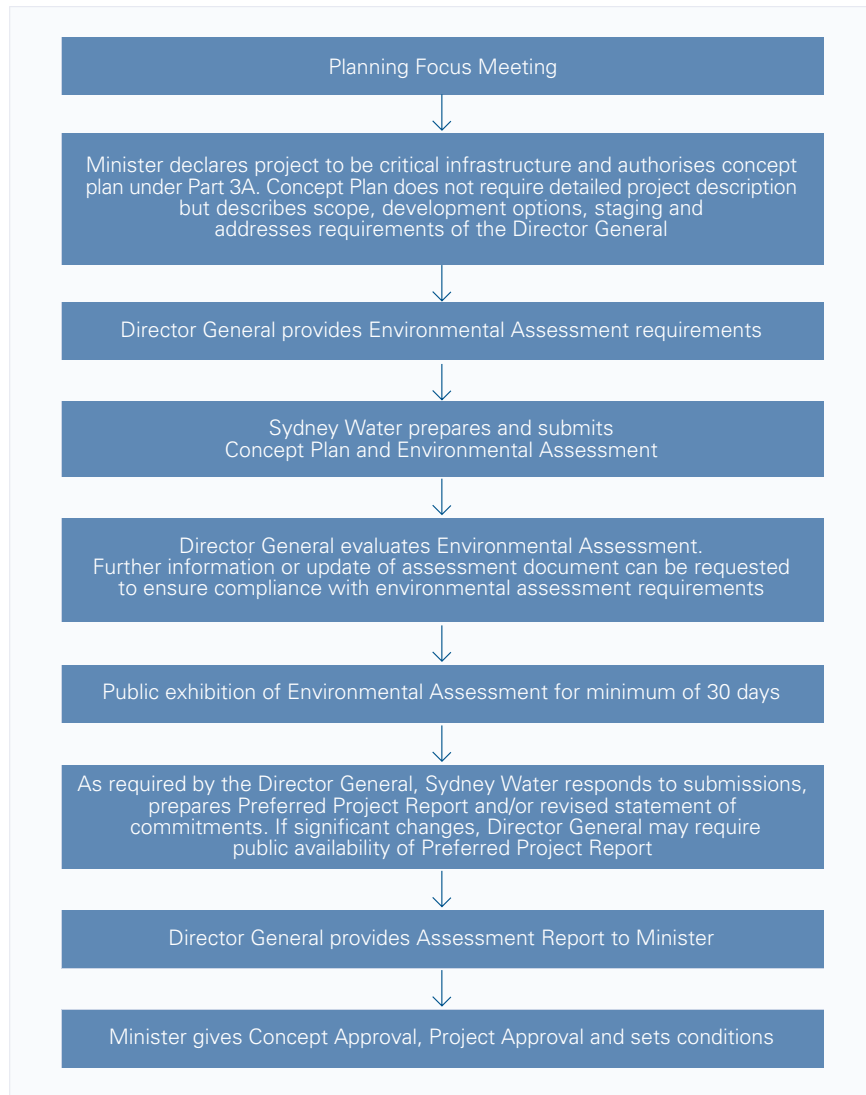 Planning Focus Meeting
Minister declares project to be critical infrastructure and authorises concept
plan under Part 3A. Concept Plan does not require detailed project description
but describes scope, development options, staging and
addresses requirements of the Director General
Director General provides Environmental Assessment requirements
Sydney Water prepares and submits
Concept Plan and Environmental Assessment
Director General evaluates Environmental Assessment.
Further information or update of assessment document can be requested
to ensure compliance with environmental assessment requirements
Public exhibition of Environmental Assessment for minimum of 30 days
As required by the Director General, Sydney Water responds to submissions,
prepares Preferred Project Report and/or revised statement of
commitments. If significant changes, Director General may require
public availability of Preferred Project Report
Director General provides Assessment Report to Minister
Minister gives Concept Approval, Project Approval and sets conditions